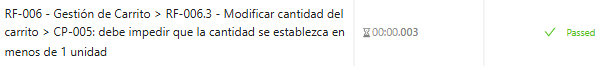 RF-006 - Gestión de Carrito > RF-006.3 - Modificar cantidad del
carrito > CP-005: debe impedir que la cantidad se establezca en
menos de 1 unidad
00:00.003
Passed